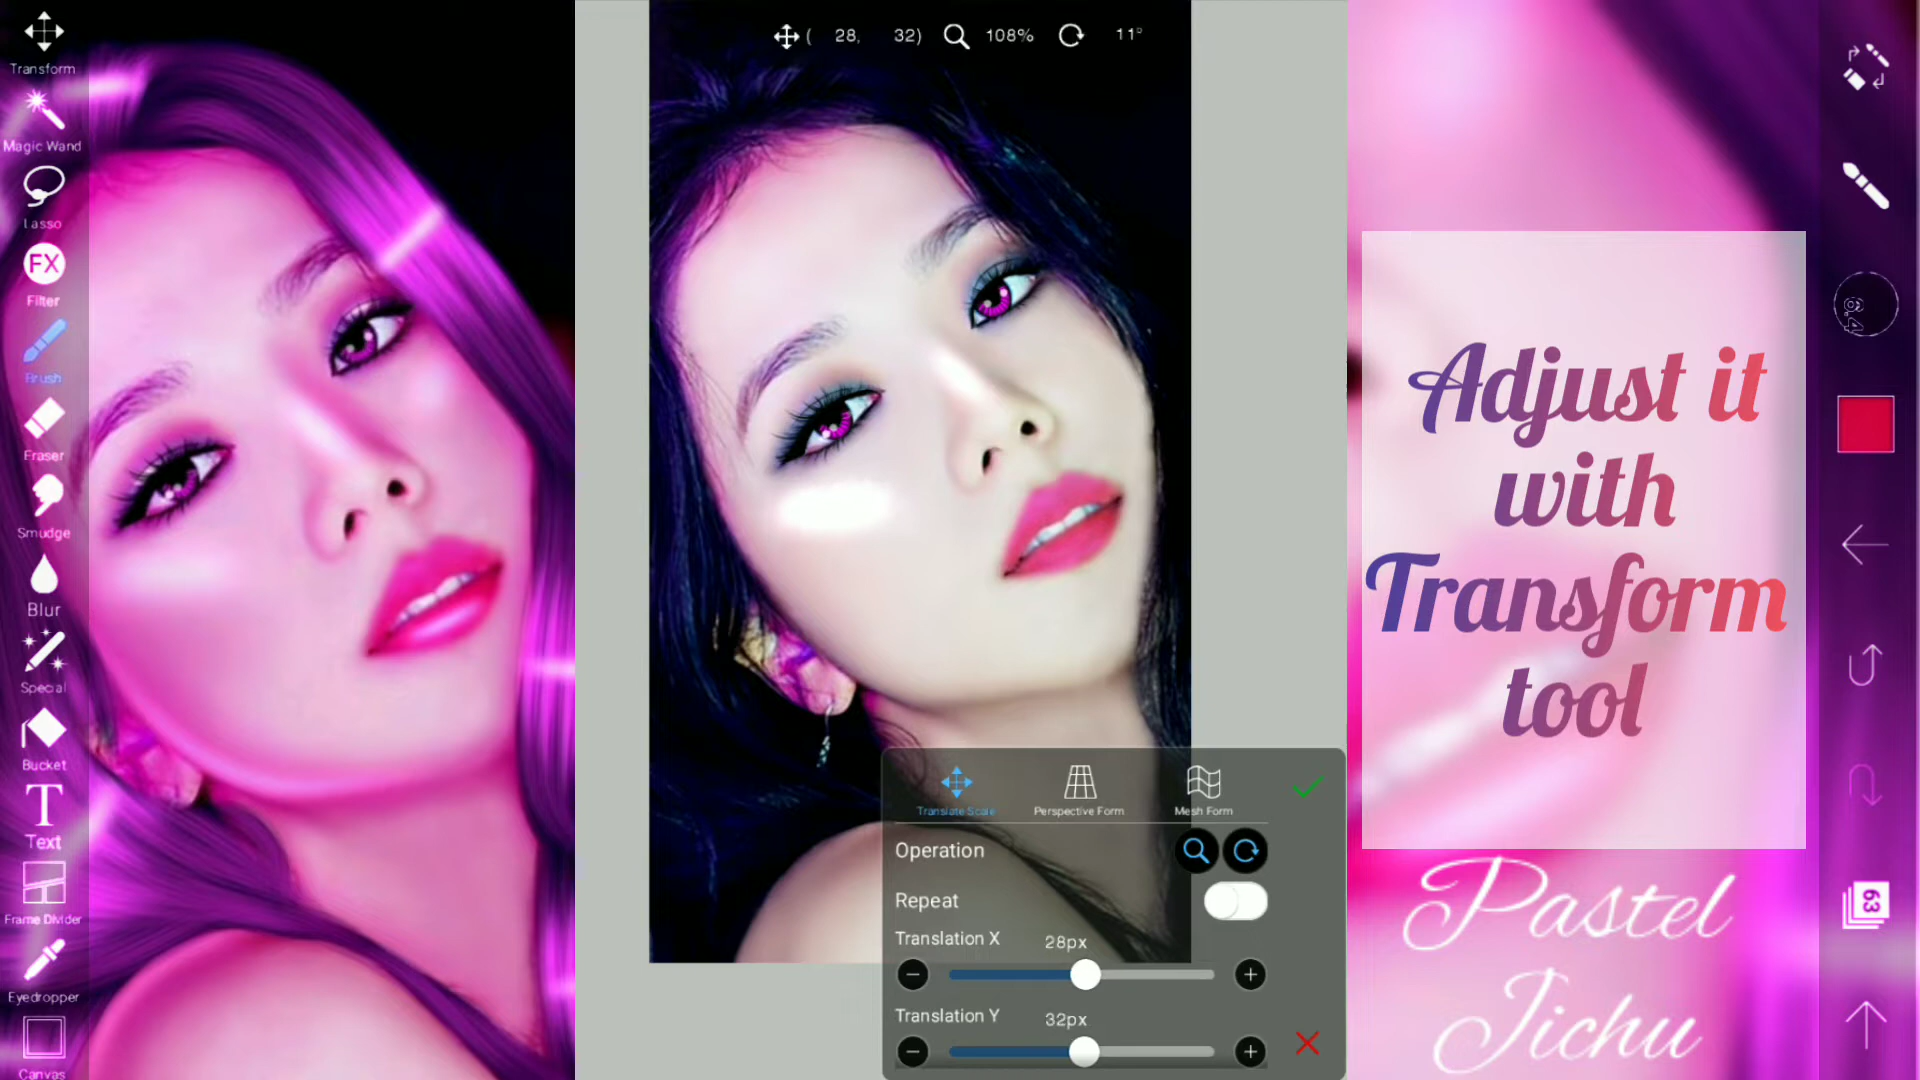 Transform
Magic Wand
Lasso
FX
Filter
Brush
Eraser
Smudge
Blur
Special
Bucket
T
Text
Frame Divider
Eyedropper
Canvas
( 28, 32) 108% 11°
Translate Scale Perspective Form Mesh Form
Operation
Repeat
Translation X 28px
Translation Y 32px
Adjust it
with
Transform
tool
Pastel
Jichu
6.4
63